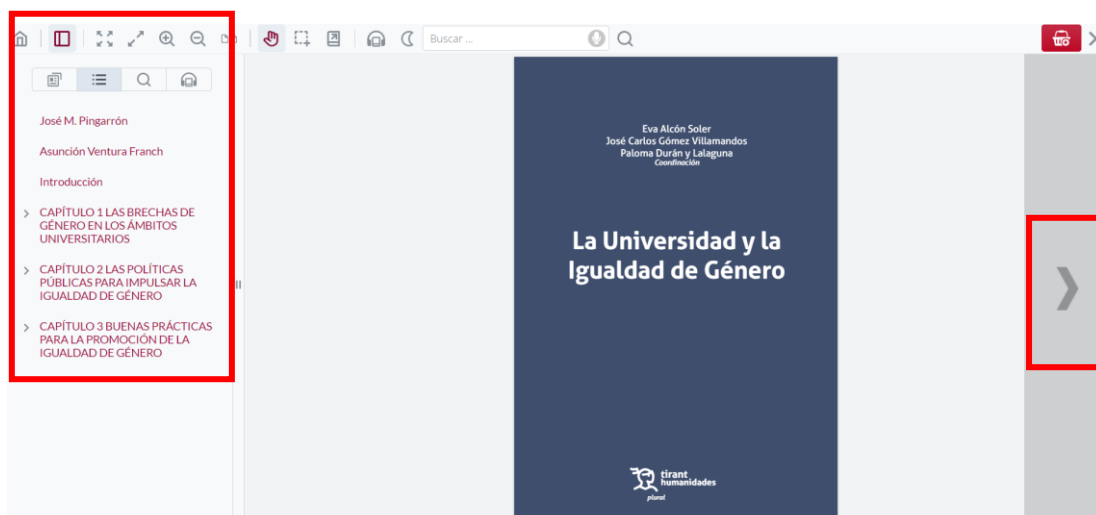 Buscar ...
José M. Pingarrón
Asunción Ventura Franch
Introducción
CAPÍTULO 1 LAS BRECHAS DE
GÉNERO EN LOS ÁMBITOS
UNIVERSITARIOS
CAPÍTULO 2 LAS POLÍTICAS
PÚBLICAS PARA IMPULSAR LA
IGUALDAD DE GÉNERO
CAPÍTULO 3 BUENAS PRÁCTICAS
PARA LA PROMOCIÓN DE LA
IGUALDAD DE GÉNERO
Eva Alcón Soler
José Carlos Gómez Villamandos
Paloma Durán y Lalaguna
Coordinación
La Universidad y la
Igualdad de Género
tirant
humanidades
plural